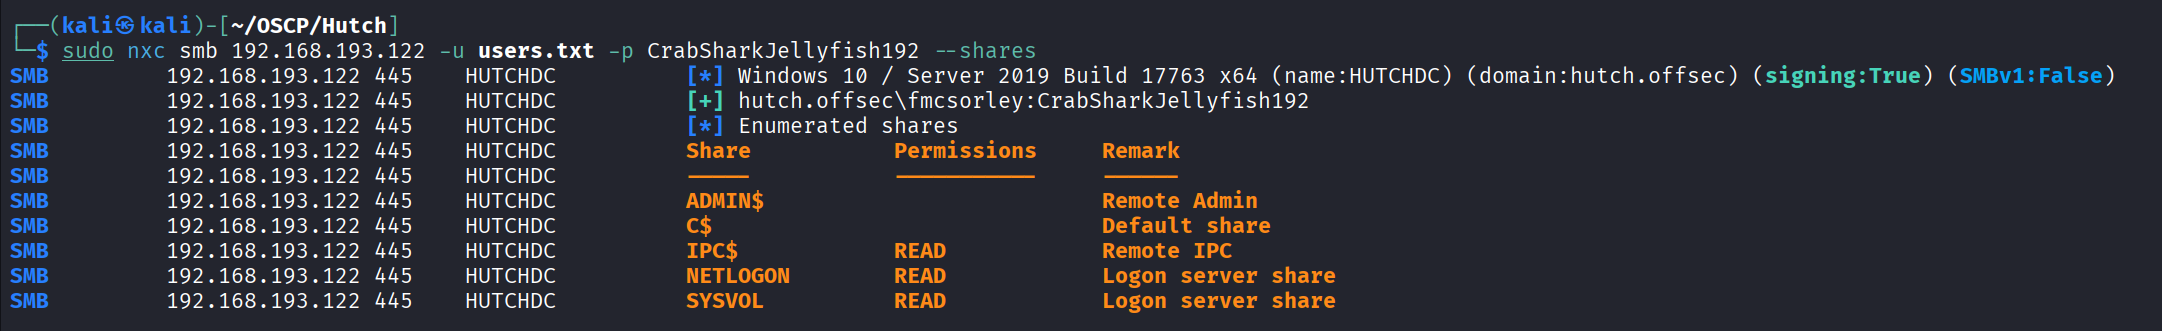 ┌──(kali㉿kali)-[~/OSCP/Hutch]
└─$ sudo nxc smb 192.168.193.122 -u users.txt -p CrabSharkJellyfish192 --shares
SMB 192.168.193.122 445 HUTCHDC [*] Windows 10 / Server 2019 Build 17763 x64 (name:HUTCHDC) (domain:hutch.offsec) (signing:True) (SMBv1:False)
SMB 192.168.193.122 445 HUTCHDC [+] hutch.offsec\fmcsorley:CrabSharkJellyfish192
SMB 192.168.193.122 445 HUTCHDC [*] Enumerated shares
SMB 192.168.193.122 445 HUTCHDC Share Permissions Remark
SMB 192.168.193.122 445 HUTCHDC ----- ----------- ------
SMB 192.168.193.122 445 HUTCHDC ADMIN$ Remote Admin
SMB 192.168.193.122 445 HUTCHDC C$ Default share
SMB 192.168.193.122 445 HUTCHDC IPC$ READ Remote IPC
SMB 192.168.193.122 445 HUTCHDC NETLOGON READ Logon server share
SMB 192.168.193.122 445 HUTCHDC SYSVOL READ Logon server share